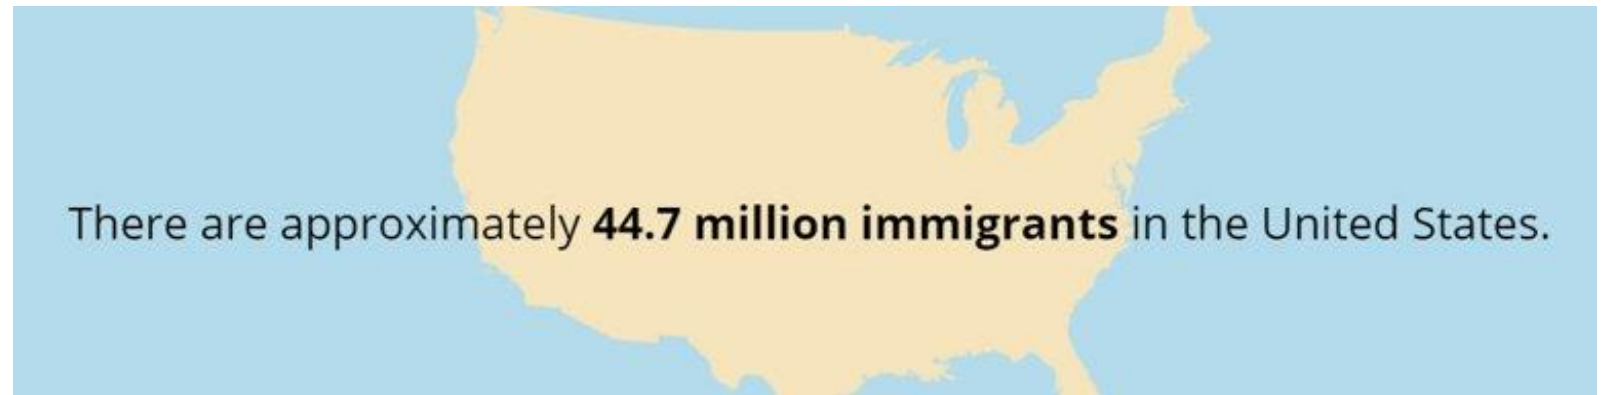 There are approximately 44.7 million immigrants in the United States.